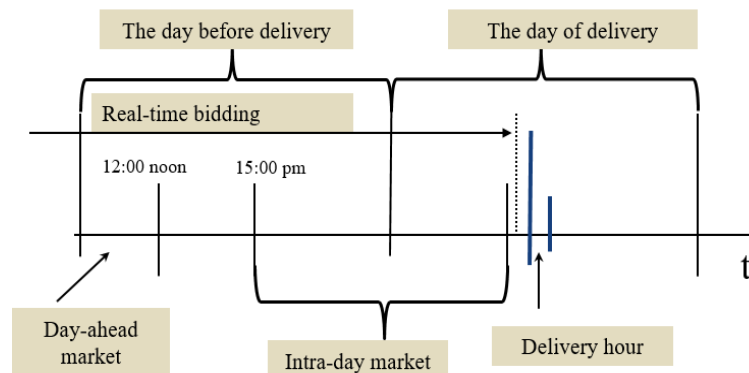 The day before delivery
The day of delivery
Real-time bidding
12:00 noon
15:00 pm
t
Day-ahead
market
Intra-day market
Delivery hour